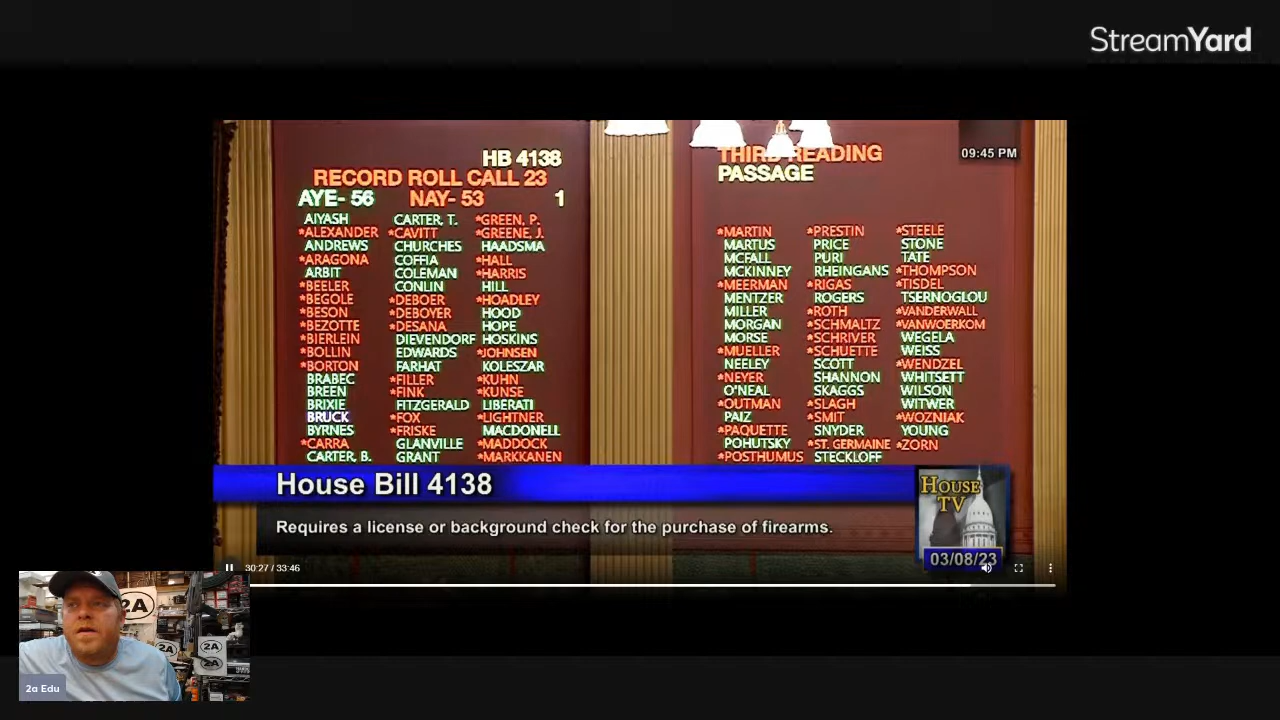 StreamYard
HB 4138
RECORD ROLL CALL 23
AYE- 56 NAY- 53 1
AIYASH CARTER, T. *GREEN, P.
*ALEXANDER *CAVITT *GREENE, J.
ANDREWS CHURCHES HAADSMA
*ARAGONA COFFIA *HALL
ARBIT COLEMAN *HARRIS
*BEELER CONLIN HILL
*BEGOLE *DEBOER *HOADLEY
*BESON *DEBOYER HOOD
*BEZOTTE *DESANA HOPE
*BIERLEIN DIEVENDORF HOSKINS
*BOLLIN EDWARDS *JOHNSEN
*BORTON FARHAT KOLESZAR
BRABEC *FILLER *KUHN
BREEN *FINK *KUNSE
BRIXIE FITZGERALD LIBERATI
BRUCK *FOX *LIGHTNER
BYRNES *FRISKE MACDONELL
*CARRA GLANVILLE *MADDOCK
CARTER, B. GRANT *MARKKANEN
THIRD READING
PASSAGE
09:45 PM
*MARTIN *PRESTIN *STEELE
MARTUS PRICE STONE
MCFALL PURI TATE
MCKINNEY RHEINGANS *THOMPSON
*MEERMAN *RIGAS *TISDEL
MENTZER ROGERS TSERNOGLOU
MILLER *ROTH *VANDERWALL
MORGAN *SCHMALTZ *VANWOERKOM
MORSE *SCHRIVER WEGELA
*MUELLER *SCHUETTE WEISS
NEELEY SCOTT *WENDZEL
*NEYER SHANNON WHITSETT
O'NEAL SKAGGS WILSON
*OUTMAN *SLAGH WITWER
PAIZ *SMIT *WOZNIAK
*PAQUETTE SNYDER YOUNG
POHUTSKY *ST. GERMAINE *ZORN
*POSTHUMUS STECKLOFF
House Bill 4138
Requires a license or background check for the purchase of firearms.
HOUSE
TV
03/08/23
30:27 / 33:46
2A
2A
2A
2A
2a Edu